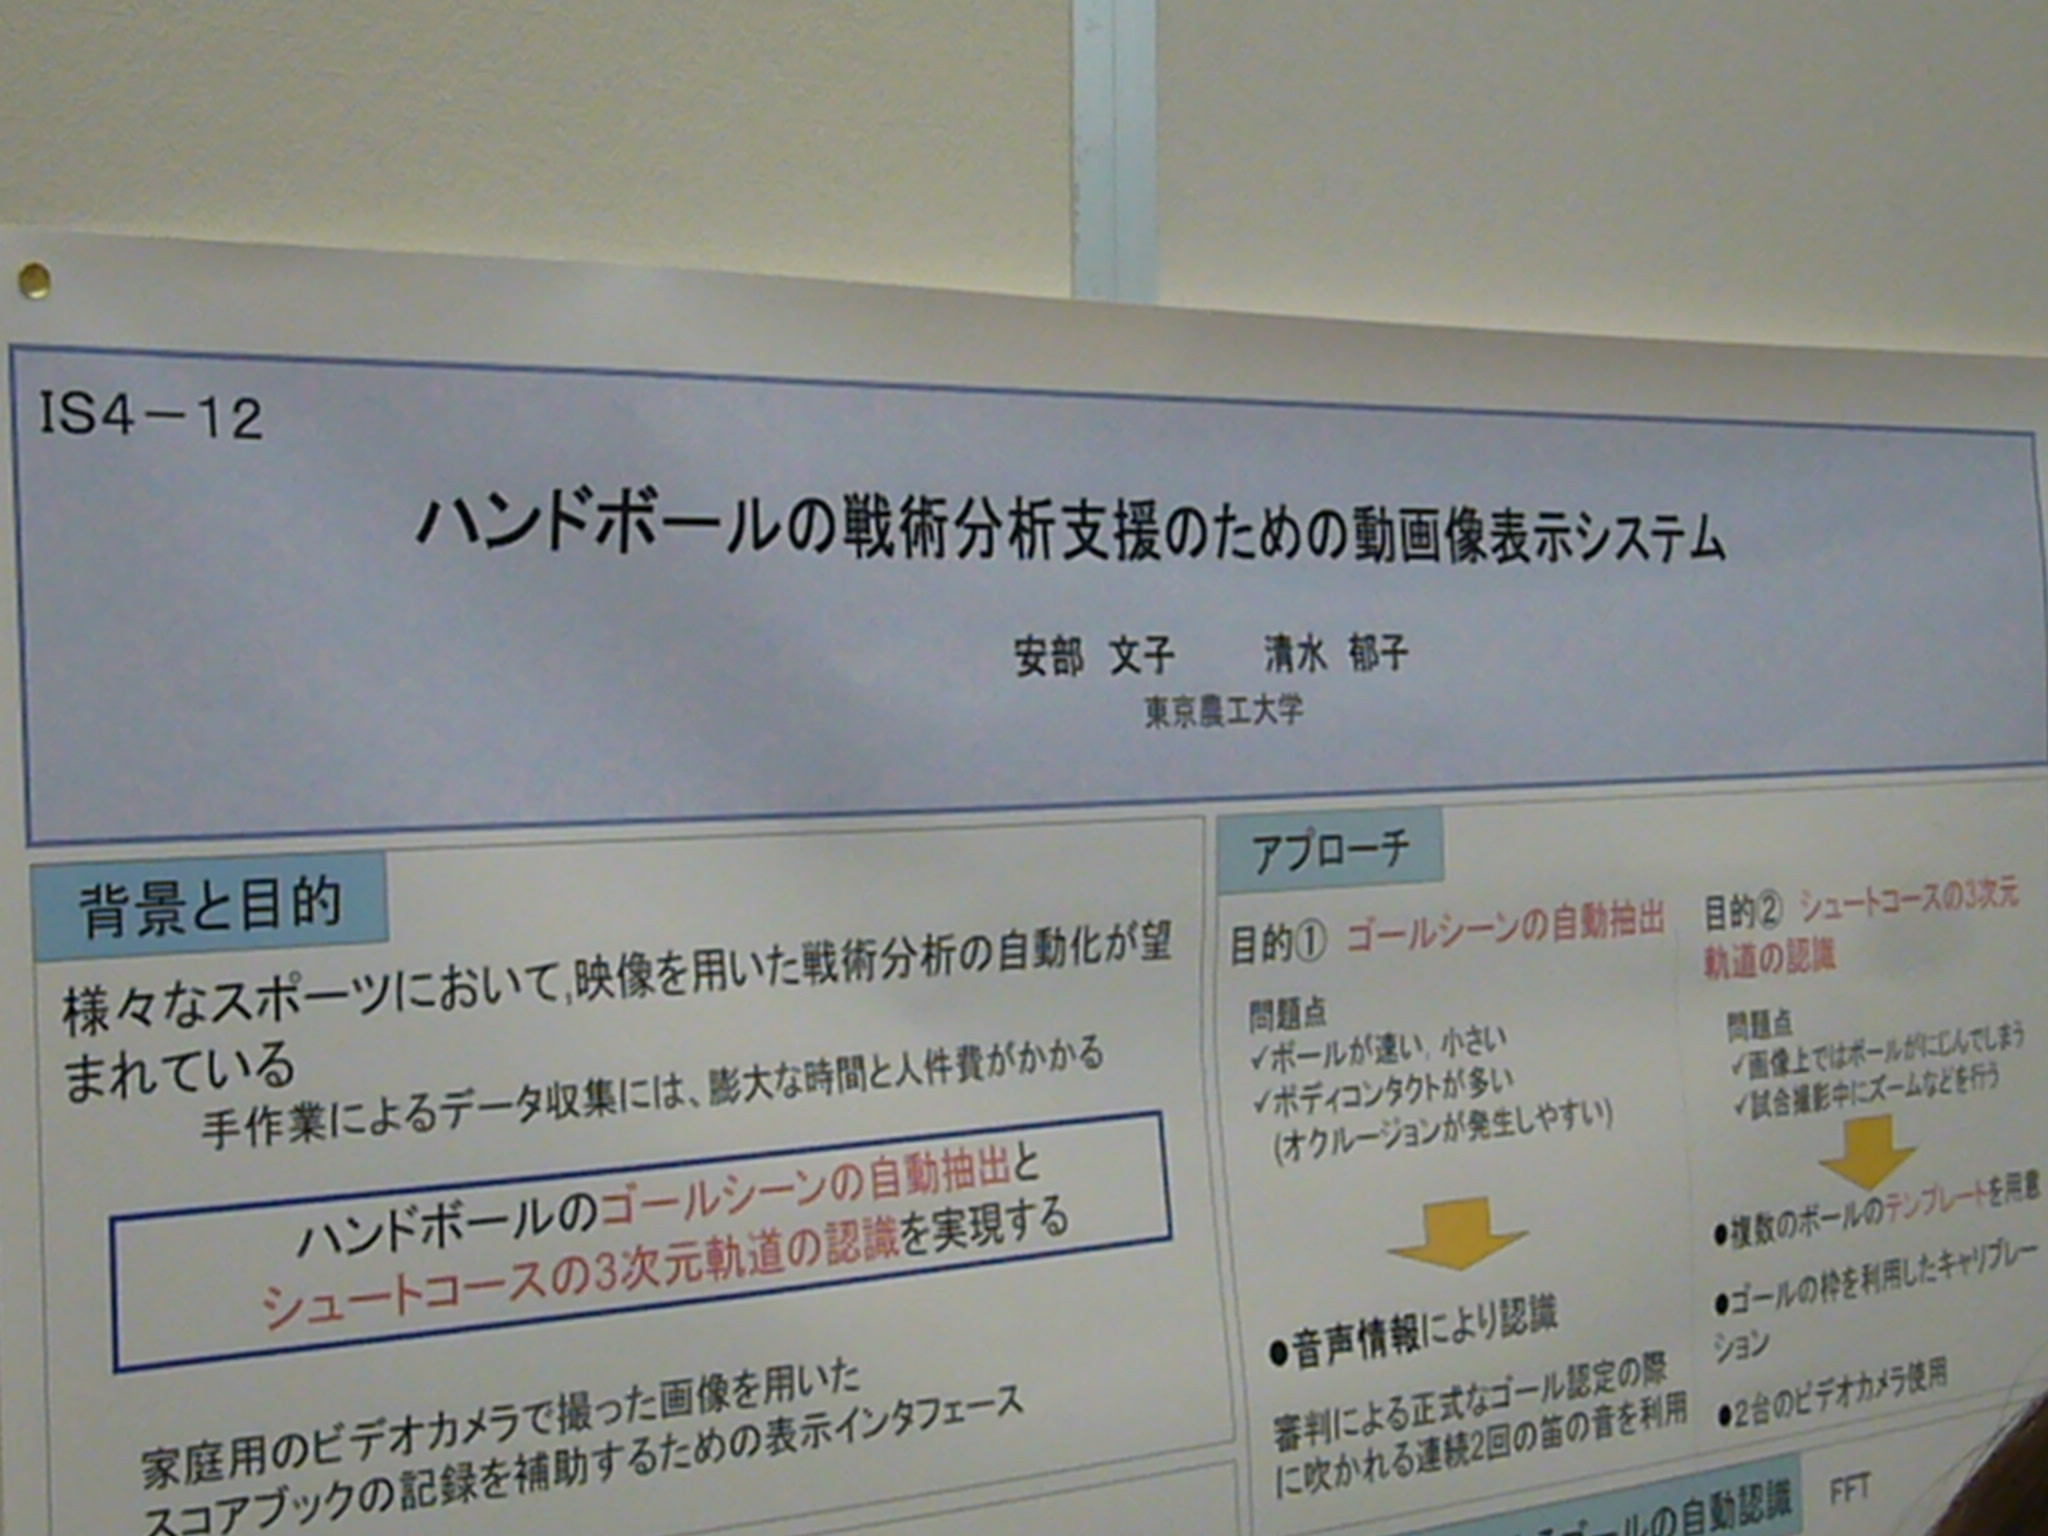 IS4－12
ハンドボールの戦術分析支援のための動画像表示システム
安部 文子 清水 郁子
東京農工大学
背景と目的
様々なスポーツにおいて,映像を用いた戦術分析の自動化が望
まれている
手作業によるデータ収集には、膨大な時間と人件費がかかる
ハンドボールのゴールシーンの自動抽出と
シュートコースの3次元軌道の認識を実現する
家庭用のビデオカメラで撮った画像を用いた
スコアブックの記録を補助するための表示インタフェース
アプローチ
目的① ゴールシーンの自動抽出
問題点
✓ボールが速い，小さい
✓ボディコンタクトが多い
(オクルージョンが発生しやすい)
●音声情報により認識
審判による正式なゴール認定の際
に吹かれる連続2回の笛の音を利用
目的② シュートコースの3次元
軌道の認識
問題点
✓画像上ではボールがにじんでしまう
✓試合撮影中にズームなどを行う
●複数のボールのテンプレートを用意
●ゴールの枠を利用したキャリブレー
ション
●2台のビデオカメラ使用
ゴールの自動認識
FFT